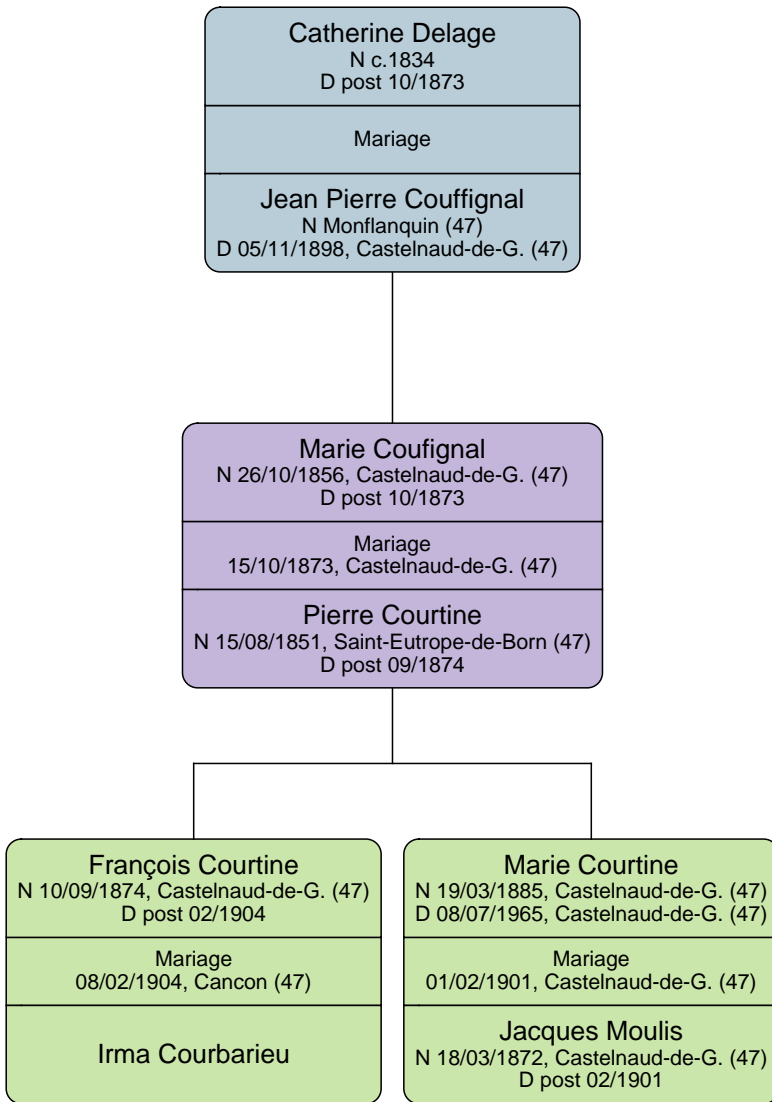 Catherine Delage
N c.1834
D post 10/1873
Mariage
Jean Pierre Couffignal
N Monflanquin (47)
D 05/11/1898, Castelnaud-de-G. (47)
Marie Coufignal
N 26/10/1856, Castelnaud-de-G. (47)
D post 10/1873
Mariage
15/10/1873, Castelnaud-de-G. (47)
Pierre Courtine
N 15/08/1851, Saint-Eutrope-de-Born (47)
D post 09/1874
François Courtine
N 10/09/1874, Castelnaud-de-G. (47)
D post 02/1904
Mariage
08/02/1904, Cancon (47)
Irma Courbarieu
Marie Courtine
N 19/03/1885, Castelnaud-de-G. (47)
D 08/07/1965, Castelnaud-de-G. (47)
Mariage
01/02/1901, Castelnaud-de-G. (47)
Jacques Moulis
N 18/03/1872, Castelnaud-de-G. (47)
D post 02/1901